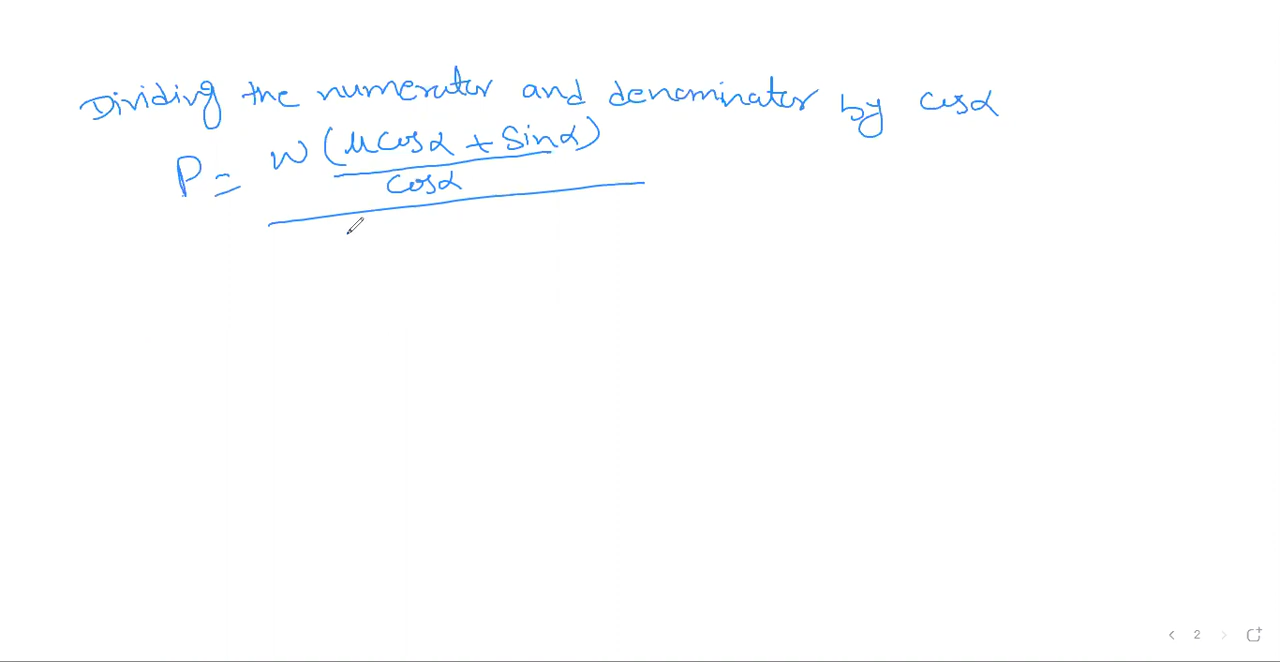 Dividing the numerator and denominator by cosα
P = W (μcosα + Sinα)
cosα
2